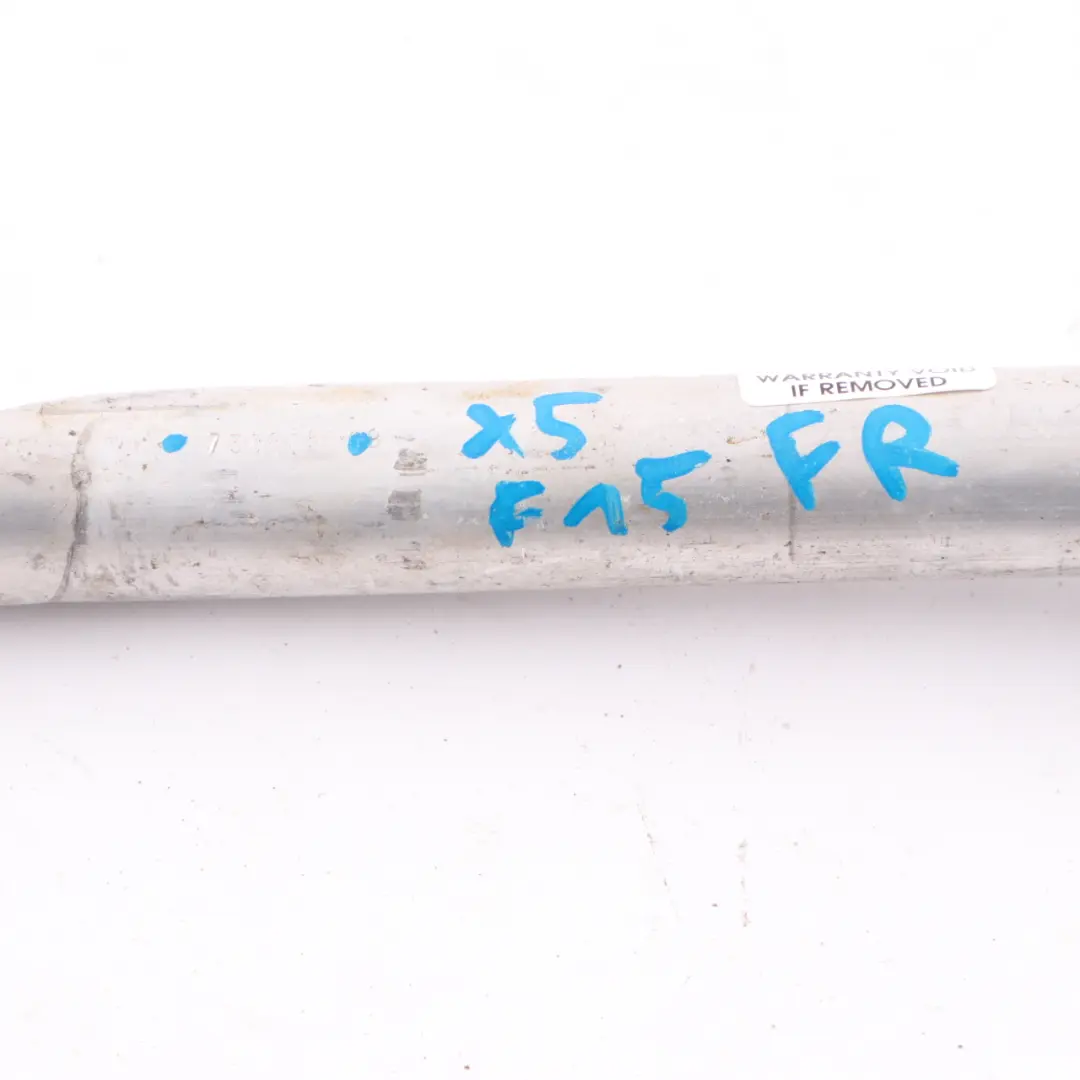 WARRANTY VOID
IF REMOVED
X5 FR
F15